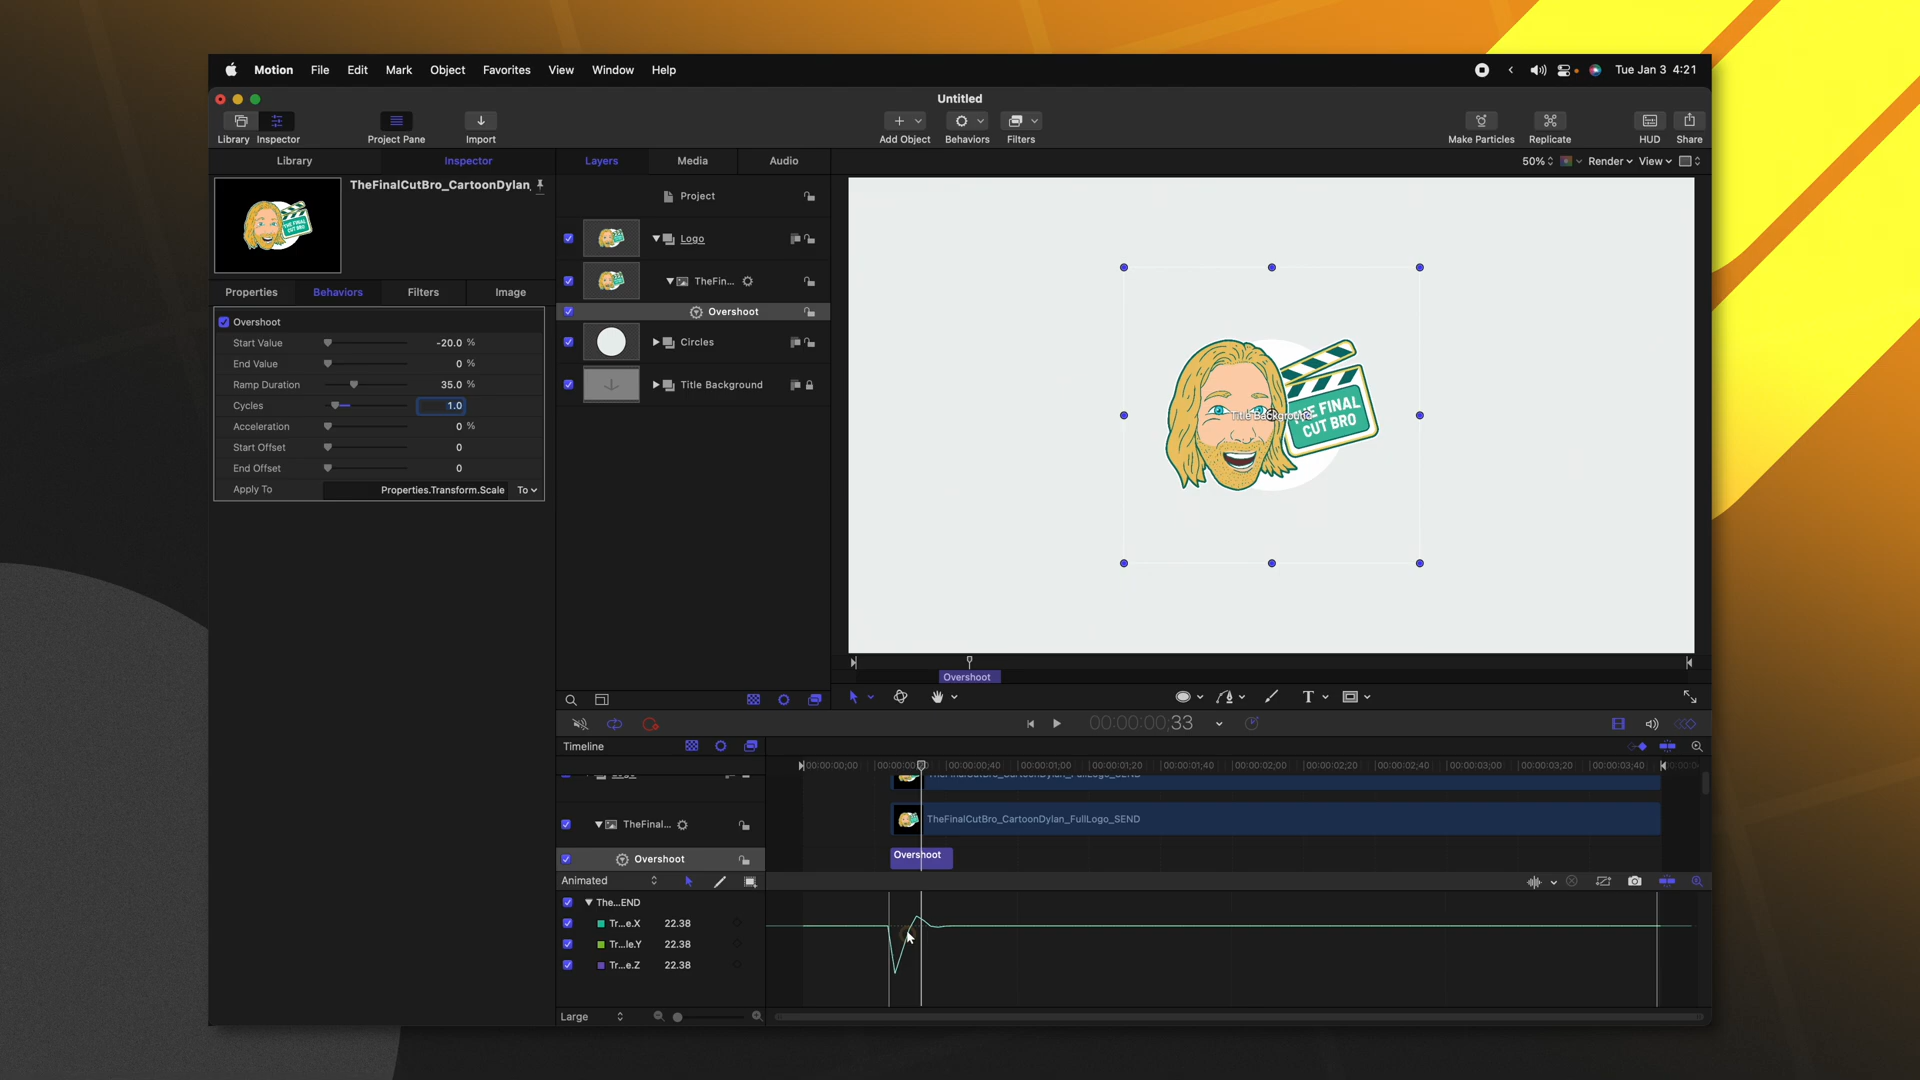 Motion File Edit Mark Object Favorites View Window Help
Tue Jan 3 4:21
Untitled
Library Inspector
Project Pane
Import
Add Object
Behaviors
Filters
Make Particles
Replicate
HUD
Share
Library
Inspector
Layers
Media
Audio
50%
Render
View
TheFinalCutBro_CartoonDylan
Properties
Behaviors
Filters
Image
Overshoot
Start Value -20.0 %
End Value 0 %
Ramp Duration 35.0 %
Cycles 1.0
Acceleration 0 %
Start Offset 0
End Offset 0
Apply To Properties.Transform.Scale To
Project
Logo
TheFin...
Overshoot
Circles
Title Background
THE FINAL
CUT BRO
Title Background
Overshoot
00:00:00;33
Timeline
00:00:00;00
00:00:00;40
00:00:01;00
00:00:01;20
00:00:01;40
00:00:02;00
00:00:02;20
00:00:02;40
00:00:03;00
00:00:03;20
00:00:03;40
TheFinalCutBro_CartoonDylan_FullLogo_SEND
TheFinal...
TheFinalCutBro_CartoonDylan_FullLogo_SEND
Overshoot
Overshoot
Animated
The...END
Tr...e.X 22.38
Tr...le.Y 22.38
Tr...e.Z 22.38
Large